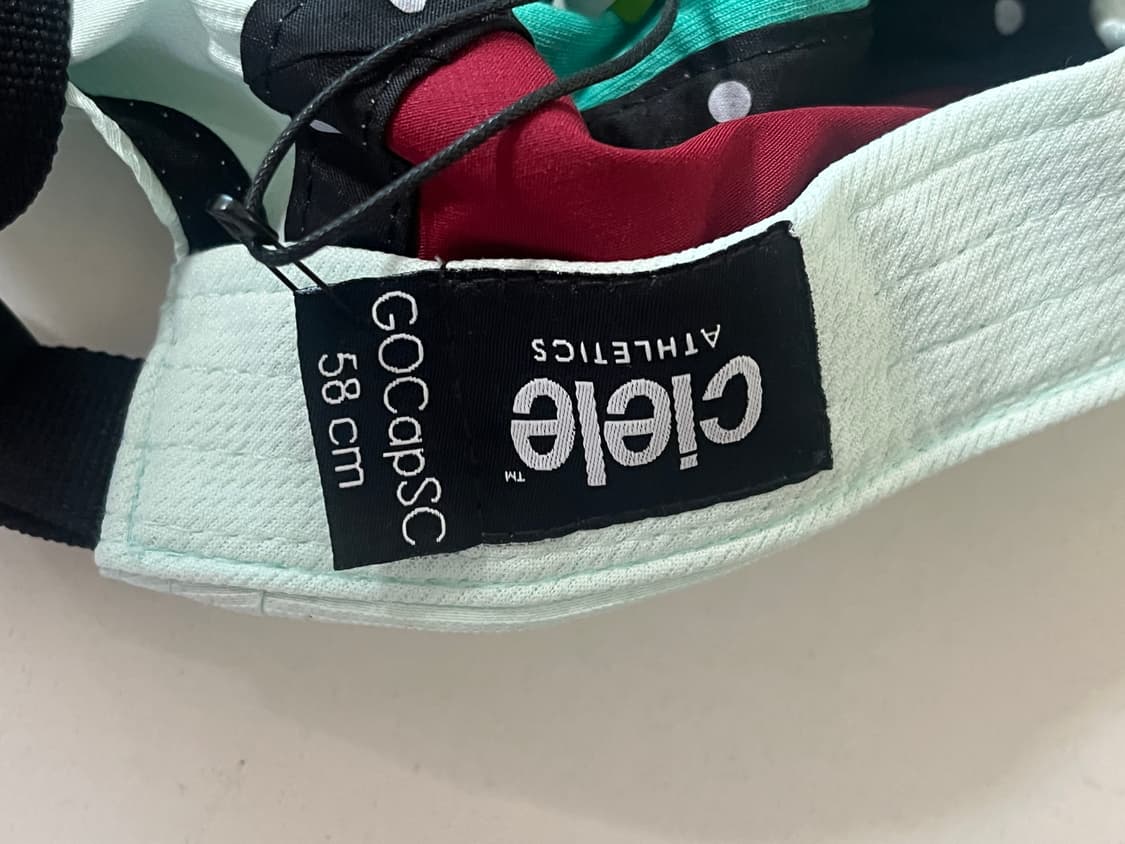 ciele
™
ATHLETICS
GOCapSC
58 cm